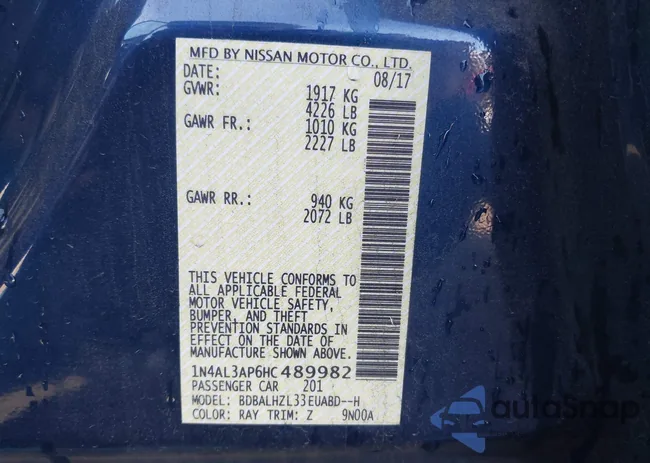 MFD BY NISSAN MOTOR CO., LTD.
DATE: 08/17
GVWR: 1917 KG
4226 LB
GAWR FR.: 1010 KG
2227 LB
GAWR RR.: 940 KG
2072 LB
THIS VEHICLE CONFORMS TO
ALL APPLICABLE FEDERAL
MOTOR VEHICLE SAFETY,
BUMPER, AND THEFT
PREVENTION STANDARDS IN
EFFECT ON THE DATE OF
MANUFACTURE SHOWN ABOVE.
1N4AL3AP6HC 489982
PASSENGER CAR 201
MODEL: BDBALHZL33EUABD--H
COLOR: RAY TRIM: Z 9N00A
autoSnap